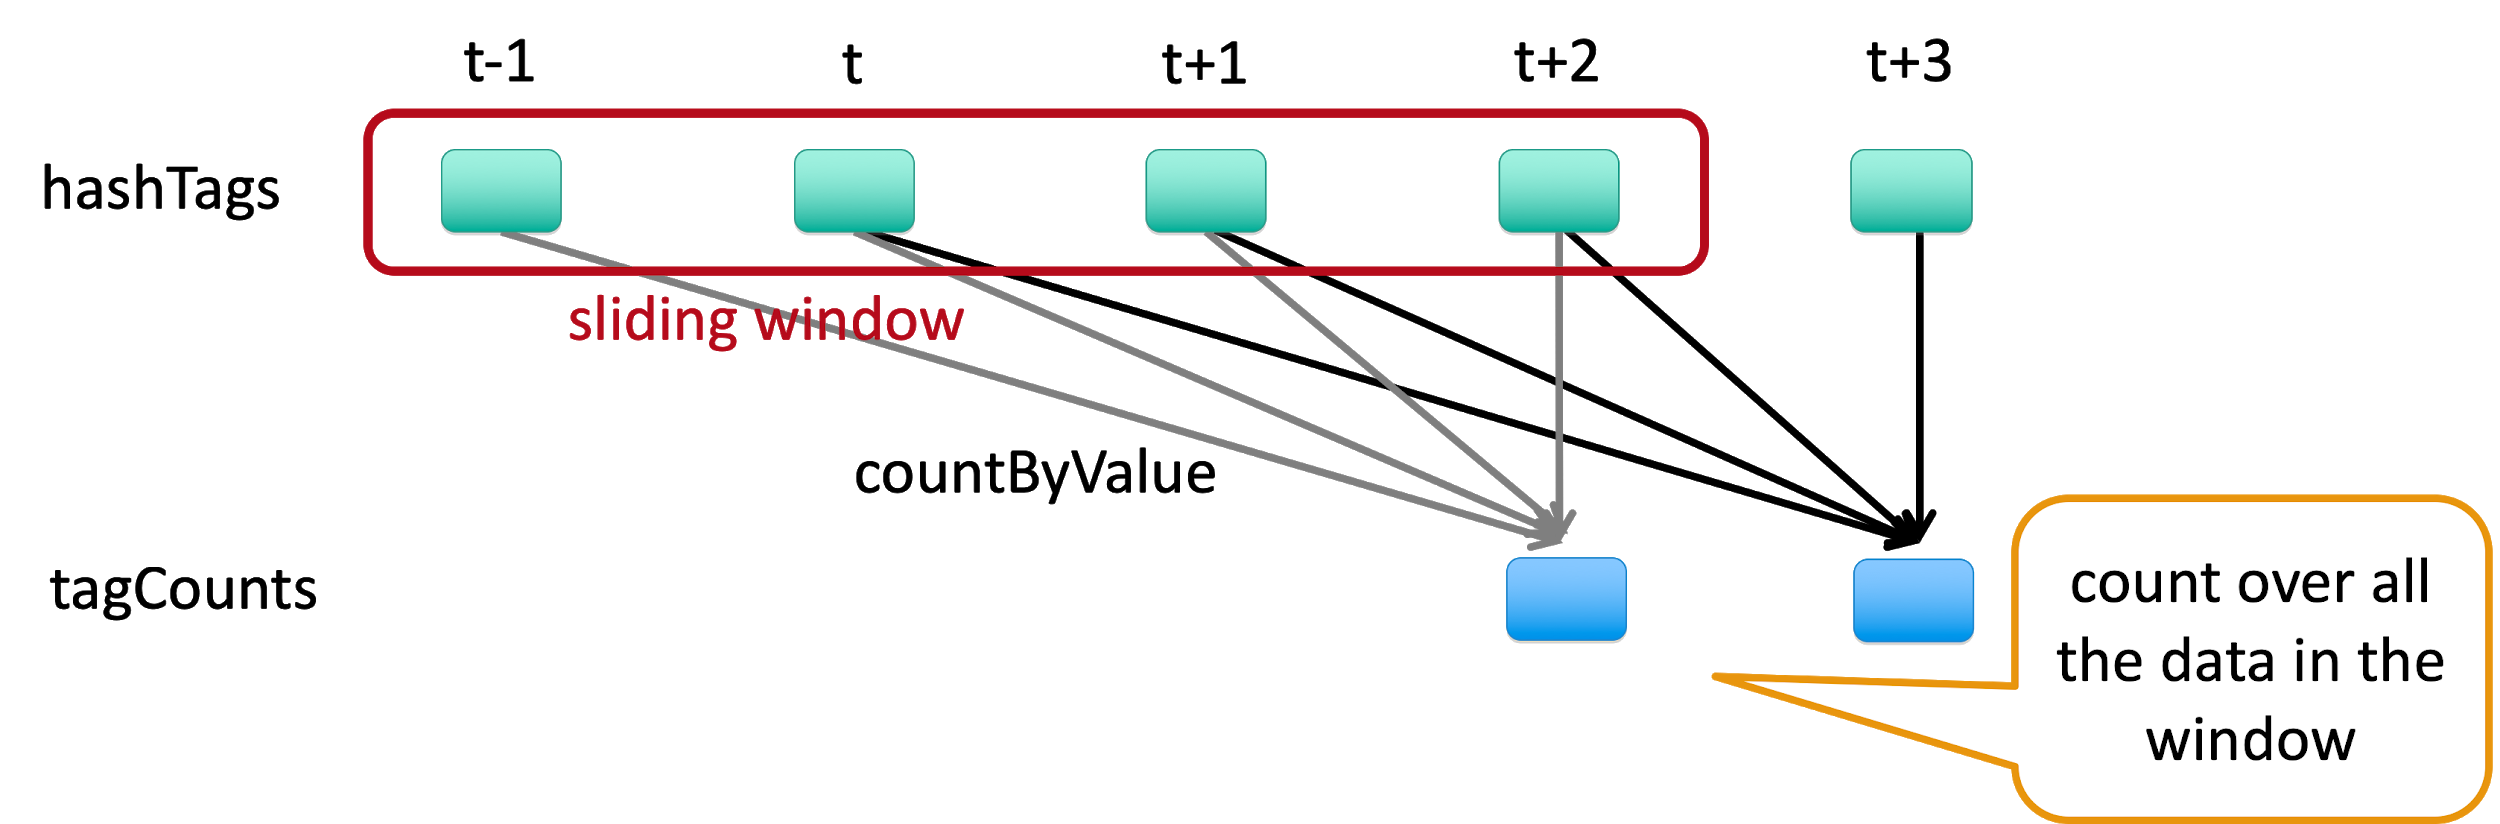 t-1 t t+1 t+2 t+3
hashTags
sliding window
countByValue
tagCounts
count over all
the data in the
window